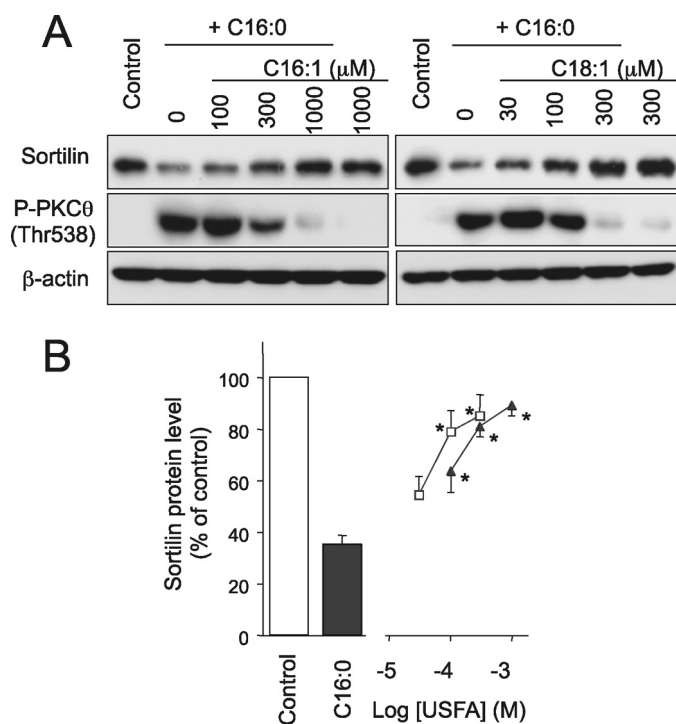 A
+ C16:0
+ C16:0
Control
C16:1 (μM)
Control
C18:1 (μM)
0
100
300
1000
1000
0
30
100
300
300
Sortilin
P-PKCθ
(Thr538)
β-actin
B
Sortilin protein level
(% of control)
100
80
60
40
20
0
* * * * *
Control
C16:0
-5
-4
-3
Log [USFA] (M)